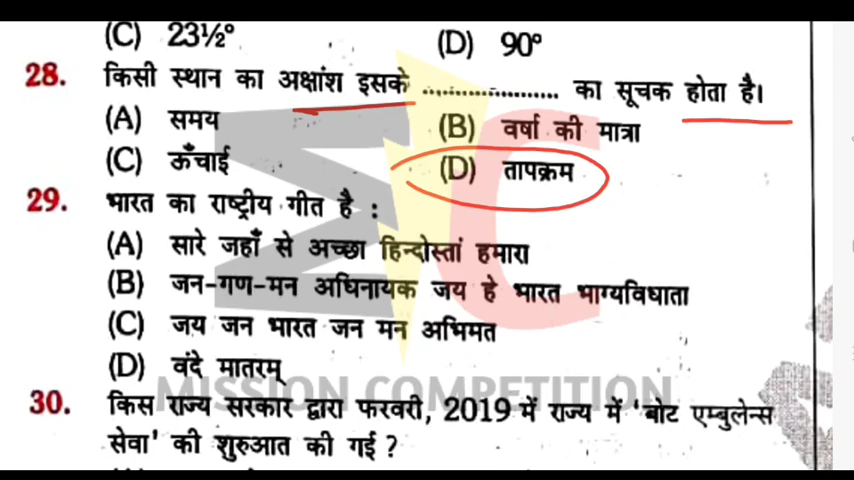 (C) 23½° (D) 90°
28. किसी स्थान का अक्षांश इसके ..................... का सूचक होता है।
(A) समय (B) वर्षा की मात्रा
(C) ऊँचाई (D) तापक्रम
29. भारत का राष्ट्रीय गीत है :
(A) सारे जहाँ से अच्छा हिन्दोस्तां हमारा
(B) जन-गण-मन अधिनायक जय हे भारत भाग्यविधाता
(C) जय जन भारत जन मन अभिमत
(D) वंदे मातरम्
MISSION COMPETITION
30. किस राज्य सरकार द्वारा फरवरी, 2019 में राज्य में 'बोट एम्बुलेन्स
सेवा' की शुरुआत की गई ?